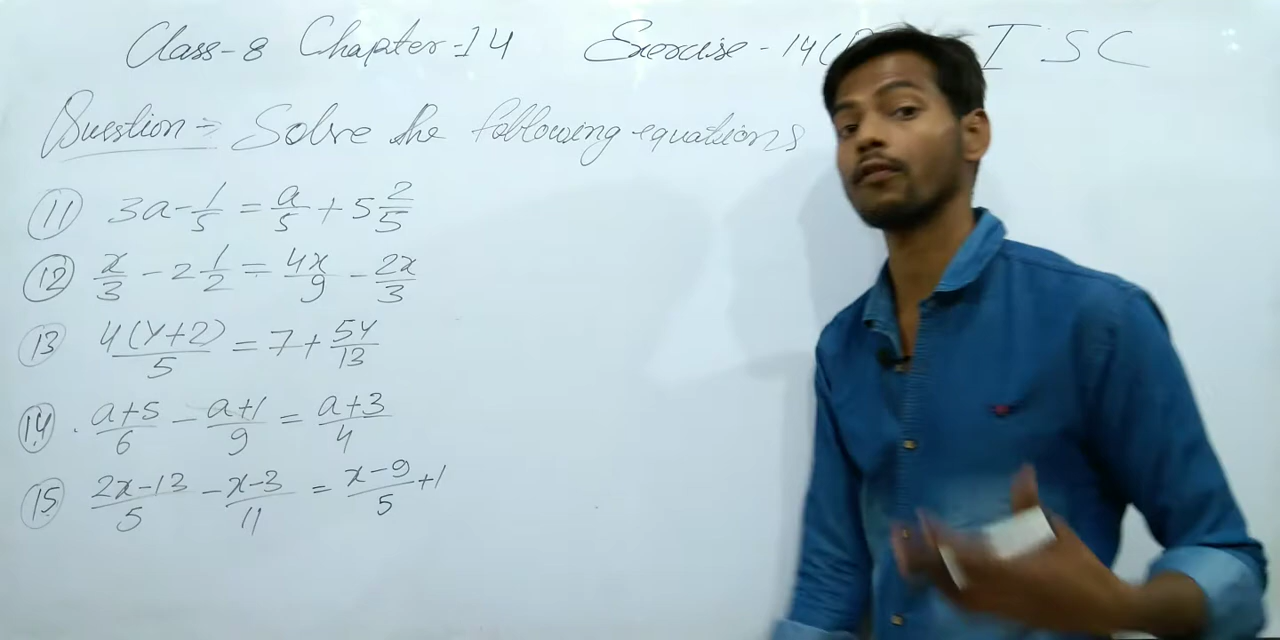 Class-8 Chapter-14 Exercise-14( ISC
Question:- Solve the following equations
11 3a - 1/5 = a/5 + 5 2/5
12 x/3 - 2 1/2 = 4x/9 - 2x/3
13 4(y+2)/5 = 7 + 5y/13
14. a+5/6 - a+1/9 = a+3/4
15 2x-13/5 - x-3/11 = x-9/5 + 1